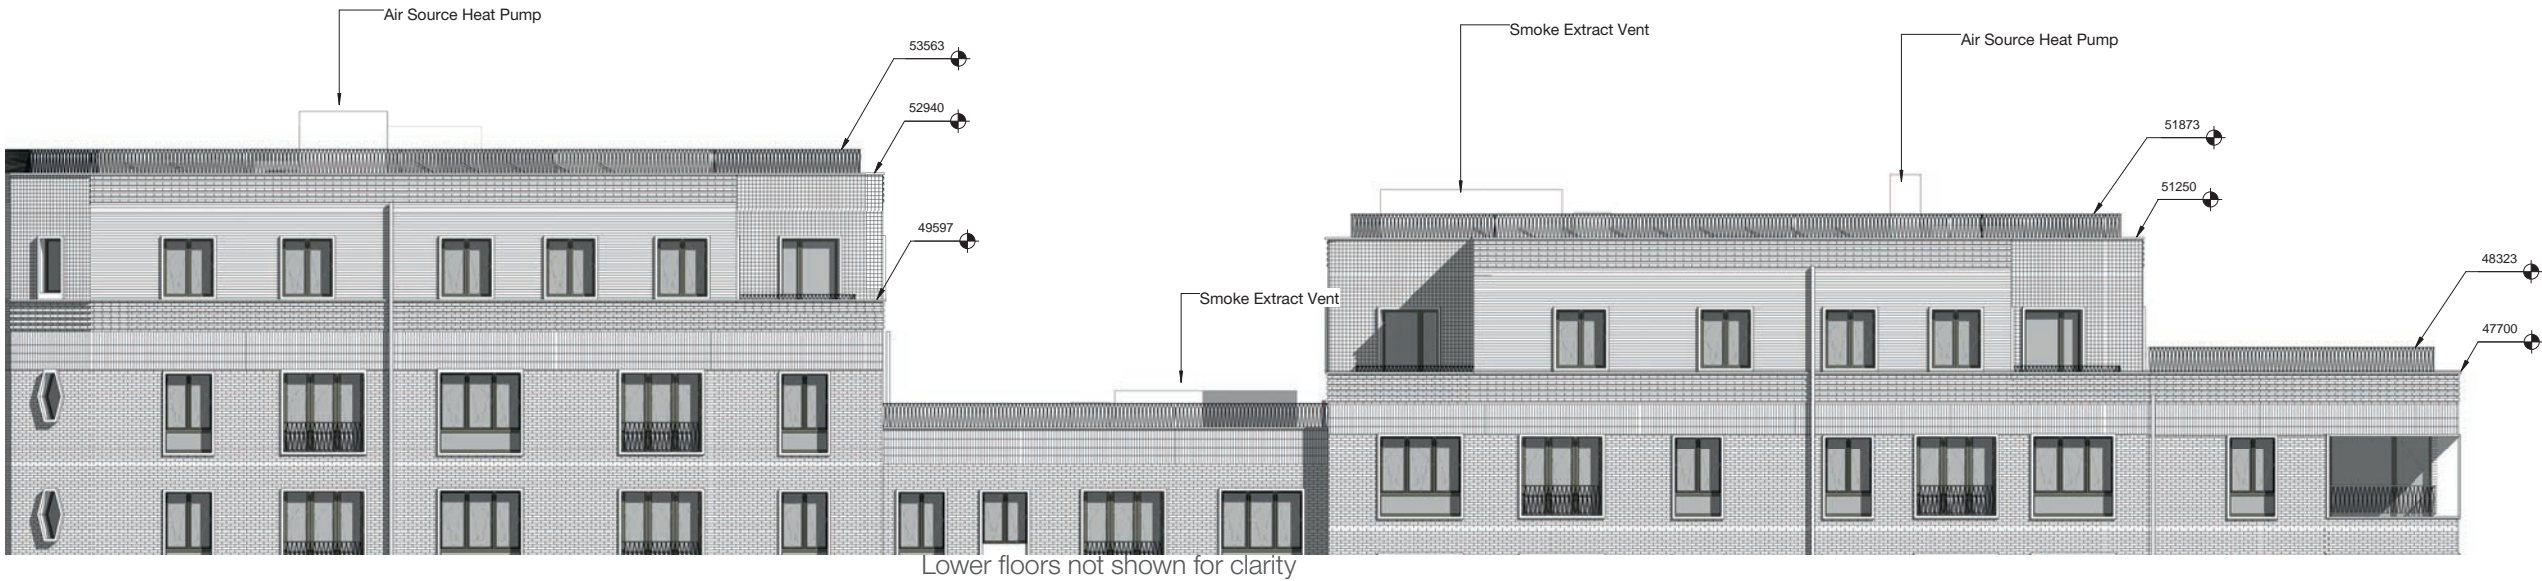 Air Source Heat Pump
Smoke Extract Vent
Air Source Heat Pump
53563
52940
51873
51250
49597
48323
Smoke Extract Vent
47700
Lower floors not shown for clarity